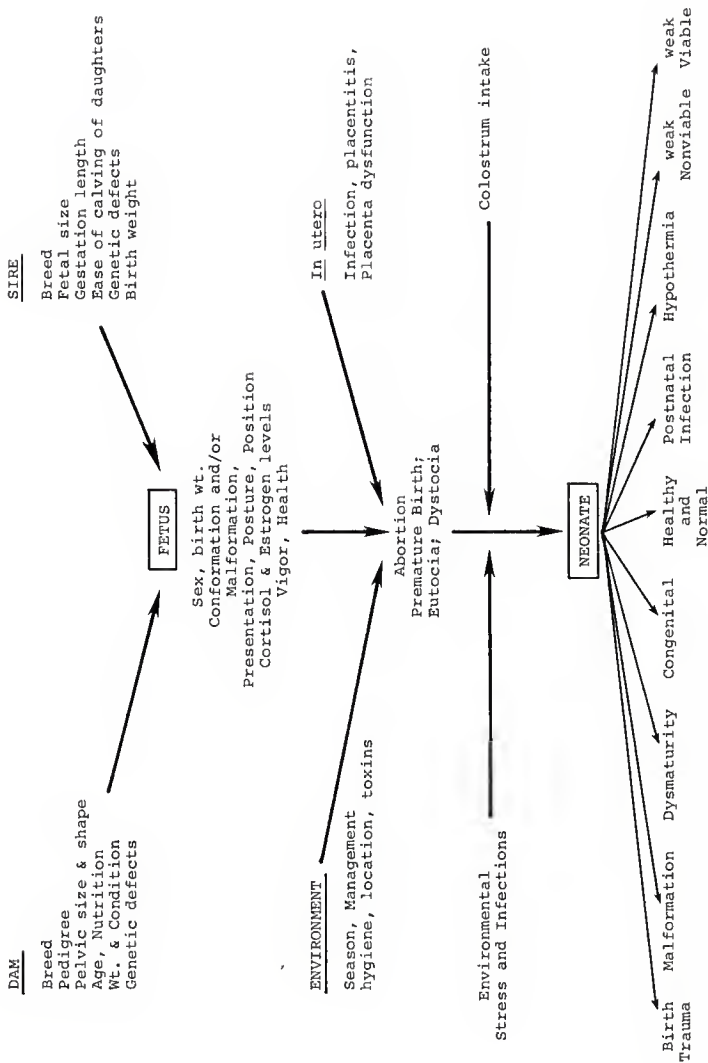 DAM
Breed
Pedigree
Pelvic size & shape
Age, Nutrition
Wt. & Condition
Genetic defects
SIRE
Breed
Fetal size
Gestation length
Ease of calving of daughters
Genetic defects
Birth weight
FETUS
Sex, birth wt.
Conformation and/or
Malformation,
Presentation, Posture, Position
Cortisol & Estrogen levels
Vigor, Health
ENVIRONMENT
Season, Management
hygiene, location, toxins
In utero
Infection, placentitis,
Placenta dysfunction
Abortion
Premature Birth;
Eutocia; Dystocia
Environmental
Stress and Infections
Colostrum intake
NEONATE
Birth
Trauma
Malformation
Dysmaturity
Congenital
Healthy
and
Normal
Postnatal
Infection
Hypothermia
weak
Nonviable
weak
Viable